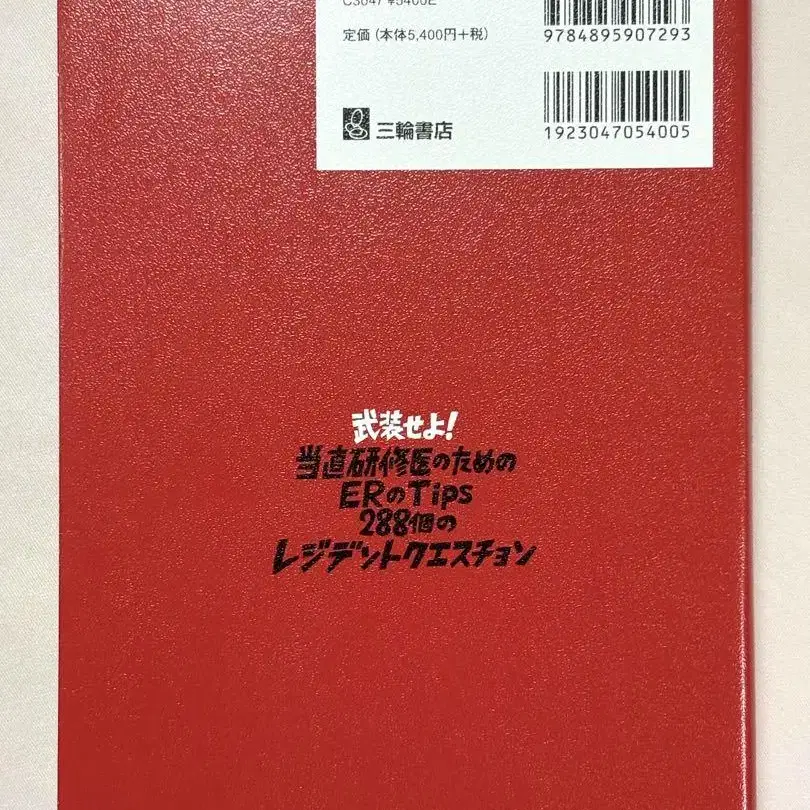 C3047 ¥5400E
定価（本体5,400円＋税）
9784895907293
三輪書店
1923047054005
武装せよ!
当直研修医のための
ERのTips
288個の
レジデントクエスチョン